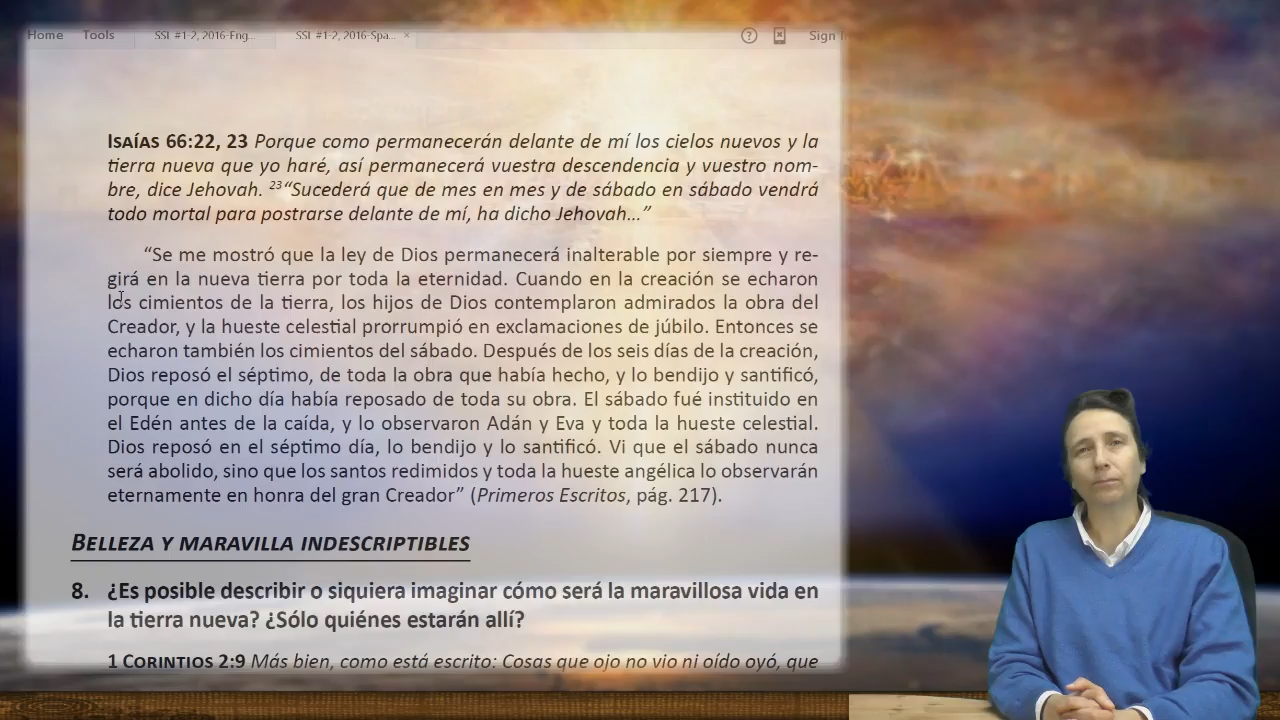 Home Tools SSL #1-2, 2016-Eng... SSL #1-2, 2016-Spa... × ? Sign
ISAÍAS 66:22, 23 Porque como permanecerán delante de mí los cielos nuevos y la
tierra nueva que yo haré, así permanecerá vuestra descendencia y vuestro nom-
bre, dice Jehovah. 23“Sucederá que de mes en mes y de sábado en sábado vendrá
todo mortal para postrarse delante de mí, ha dicho Jehovah...”
“Se me mostró que la ley de Dios permanecerá inalterable por siempre y re-
girá en la nueva tierra por toda la eternidad. Cuando en la creación se echaron
los cimientos de la tierra, los hijos de Dios contemplaron admirados la obra del
Creador, y la hueste celestial prorrumpió en exclamaciones de júbilo. Entonces se
echaron también los cimientos del sábado. Después de los seis días de la creación,
Dios reposó el séptimo, de toda la obra que había hecho, y lo bendijo y santificó,
porque en dicho día había reposado de toda su obra. El sábado fué instituido en
el Edén antes de la caída, y lo observaron Adán y Eva y toda la hueste celestial.
Dios reposó en el séptimo día, lo bendijo y lo santificó. Vi que el sábado nunca
será abolido, sino que los santos redimidos y toda la hueste angélica lo observarán
eternamente en honra del gran Creador” (Primeros Escritos, pág. 217).
BELLEZA Y MARAVILLA INDESCRIPTIBLES
8. ¿Es posible describir o siquiera imaginar cómo será la maravillosa vida en
la tierra nueva? ¿Sólo quiénes estarán allí?
1 CORINTIOS 2:9 Más bien, como está escrito: Cosas que ojo no vio ni oído oyó, que